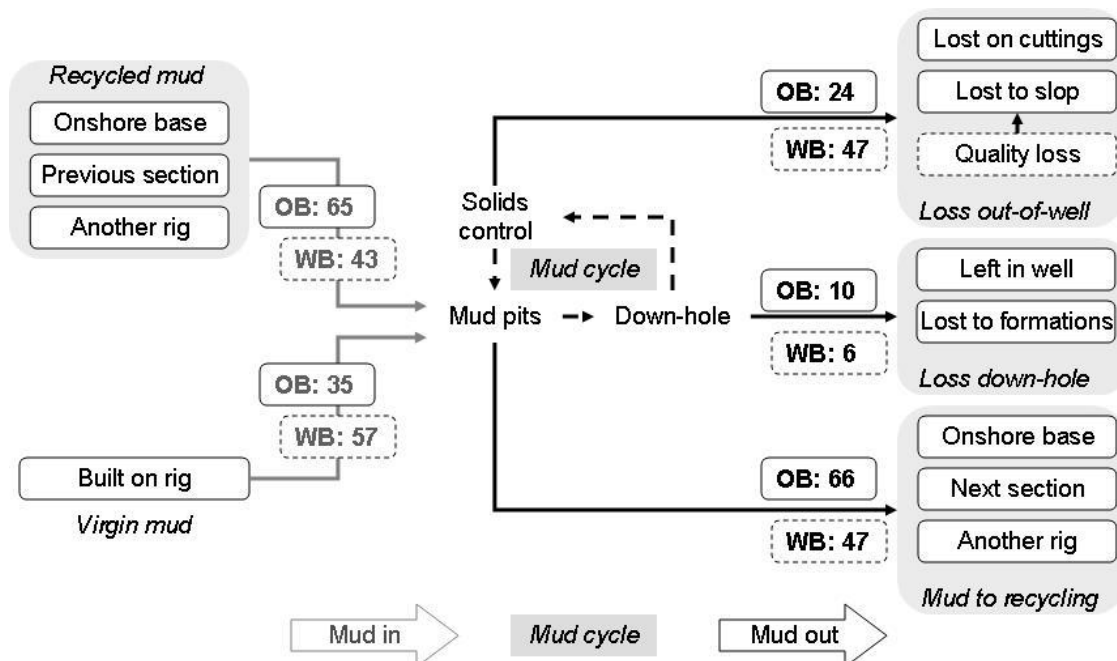 Recycled mud
Onshore base
Previous section
Another rig
OB: 65
WB: 43
OB: 35
WB: 57
Built on rig
Virgin mud
Solids
control
Mud cycle
Mud pits
Down-hole
OB: 24
WB: 47
Lost on cuttings
Lost to slop
Quality loss
Loss out-of-well
OB: 10
WB: 6
Left in well
Lost to formations
Loss down-hole
OB: 66
WB: 47
Onshore base
Next section
Another rig
Mud to recycling
Mud in
Mud cycle
Mud out